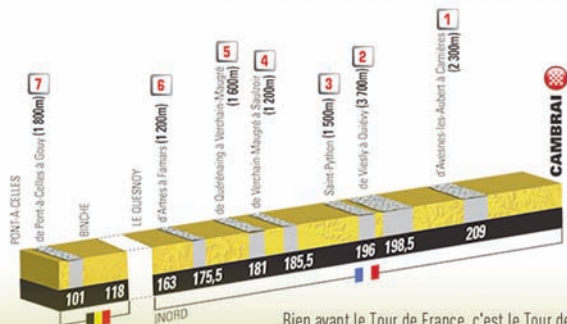 1
d'Avesnes-les-Aubert à Carnières
(2 300m)
2
de Viesly à Quiévy (3 700m)
3
Saint-Python (1 500m)
4
de Verchain-Maugré à Saulzoir
(1 200m)
5
de Quérénaing à Verchain-Maugré
(1 600m)
6
d'Artres à Famars (1 200m)
7
de Pont-à-Celles à Gouy (1 800m)
PONT-À-CELLES
BINCHE
LE QUESNOY
CAMBRAI
101
118
163
175,5
181
185,5
196
198,5
209
NORD
Bien avant le Tour de France, c'est le Tour de